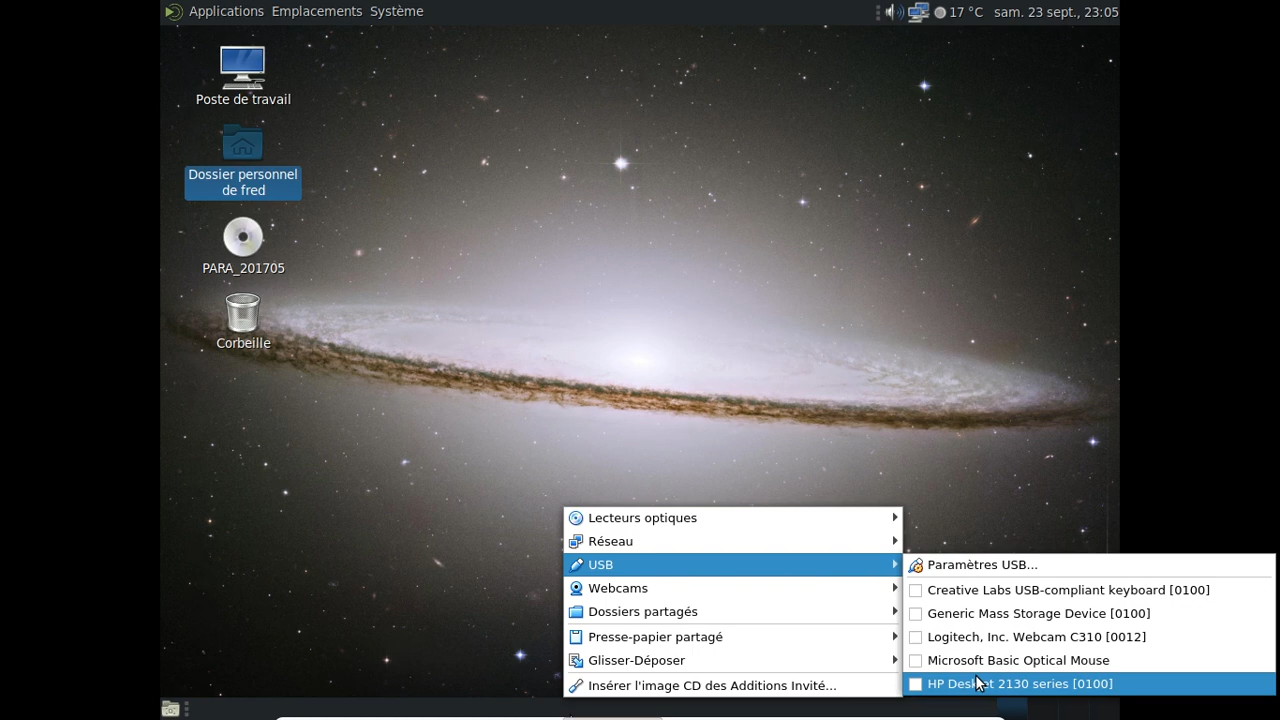 Applications Emplacements Système
17 °C sam. 23 sept., 23:05
Poste de travail
Dossier personnel
de fred
PARA_201705
Corbeille
Lecteurs optiques
Réseau
USB
Webcams
Dossiers partagés
Presse-papier partagé
Glisser-Déposer
Insérer l'image CD des Additions Invité...
Paramètres USB...
Creative Labs USB-compliant keyboard [0100]
Generic Mass Storage Device [0100]
Logitech, Inc. Webcam C310 [0012]
Microsoft Basic Optical Mouse
HP 2130 series [0100]